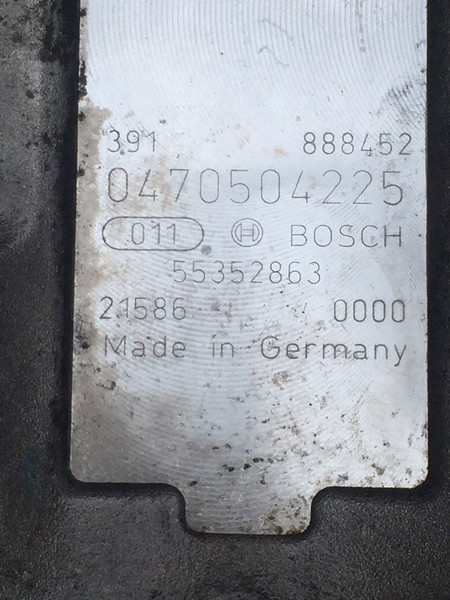 391 888452
0470504225
011 BOSCH
55352863
21586 0000
Made in Germany